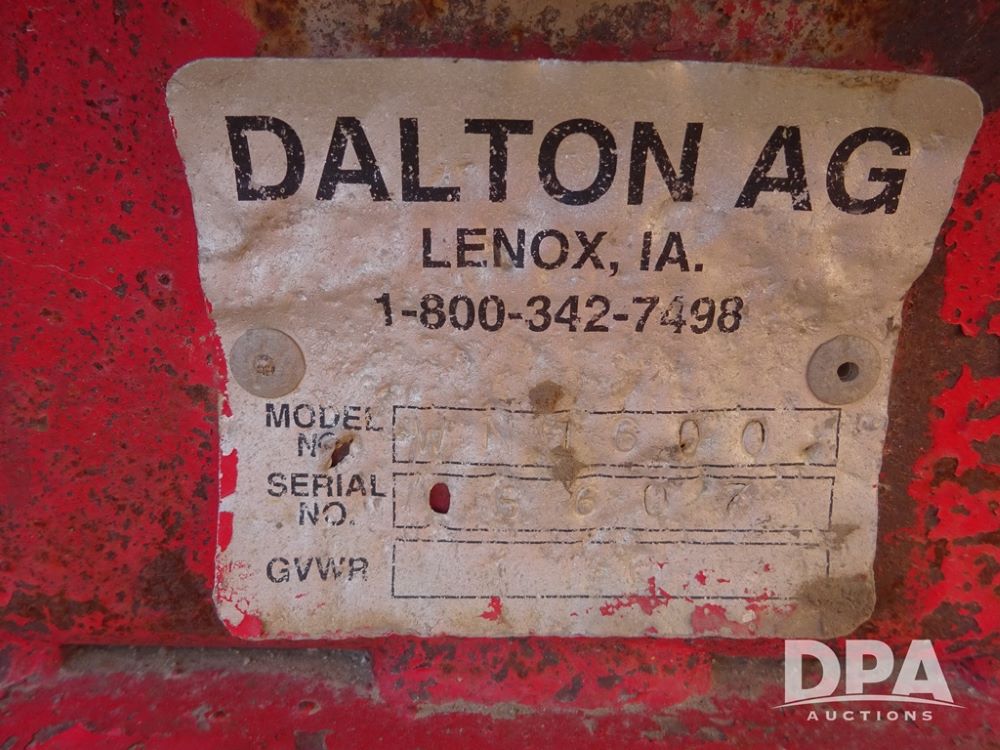 DALTON AG
LENOX, IA.
1-800-342-7498
MODEL NO.
SERIAL NO.
GVWR
DPA
AUCTIONS